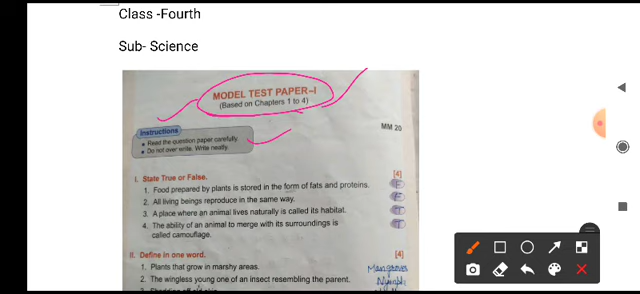 Class -Fourth
Sub- Science
MODEL TEST PAPER–I
(Based on Chapters 1 to 4)
MM 20
Instructions
• Read the question paper carefully.
• Do not over write. Write neatly.
I. State True or False. [4]
1. Food prepared by plants is stored in the form of fats and proteins. F
2. All living beings reproduce in the same way. F
3. A place where an animal lives naturally is called its habitat. T
4. The ability of an animal to merge with its surroundings is
called camouflage. T
II. Define in one word. [4]
1. Plants that grow in marshy areas. Mangroves
2. The wingless young one of an insect resembling the parent. Nymph